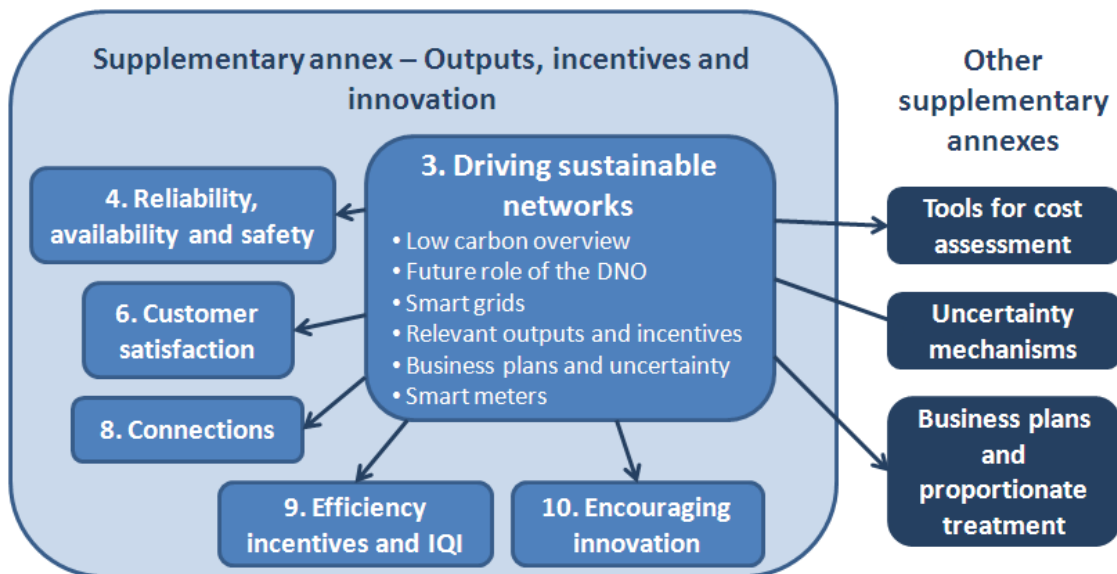 Supplementary annex – Outputs, incentives and
innovation
Other
supplementary
annexes
3. Driving sustainable
networks
• Low carbon overview
• Future role of the DNO
• Smart grids
• Relevant outputs and incentives
• Business plans and uncertainty
• Smart meters
4. Reliability,
availability and safety
6. Customer
satisfaction
8. Connections
9. Efficiency
incentives and IQI
10. Encouraging
innovation
Tools for cost
assessment
Uncertainty
mechanisms
Business plans
and
proportionate
treatment